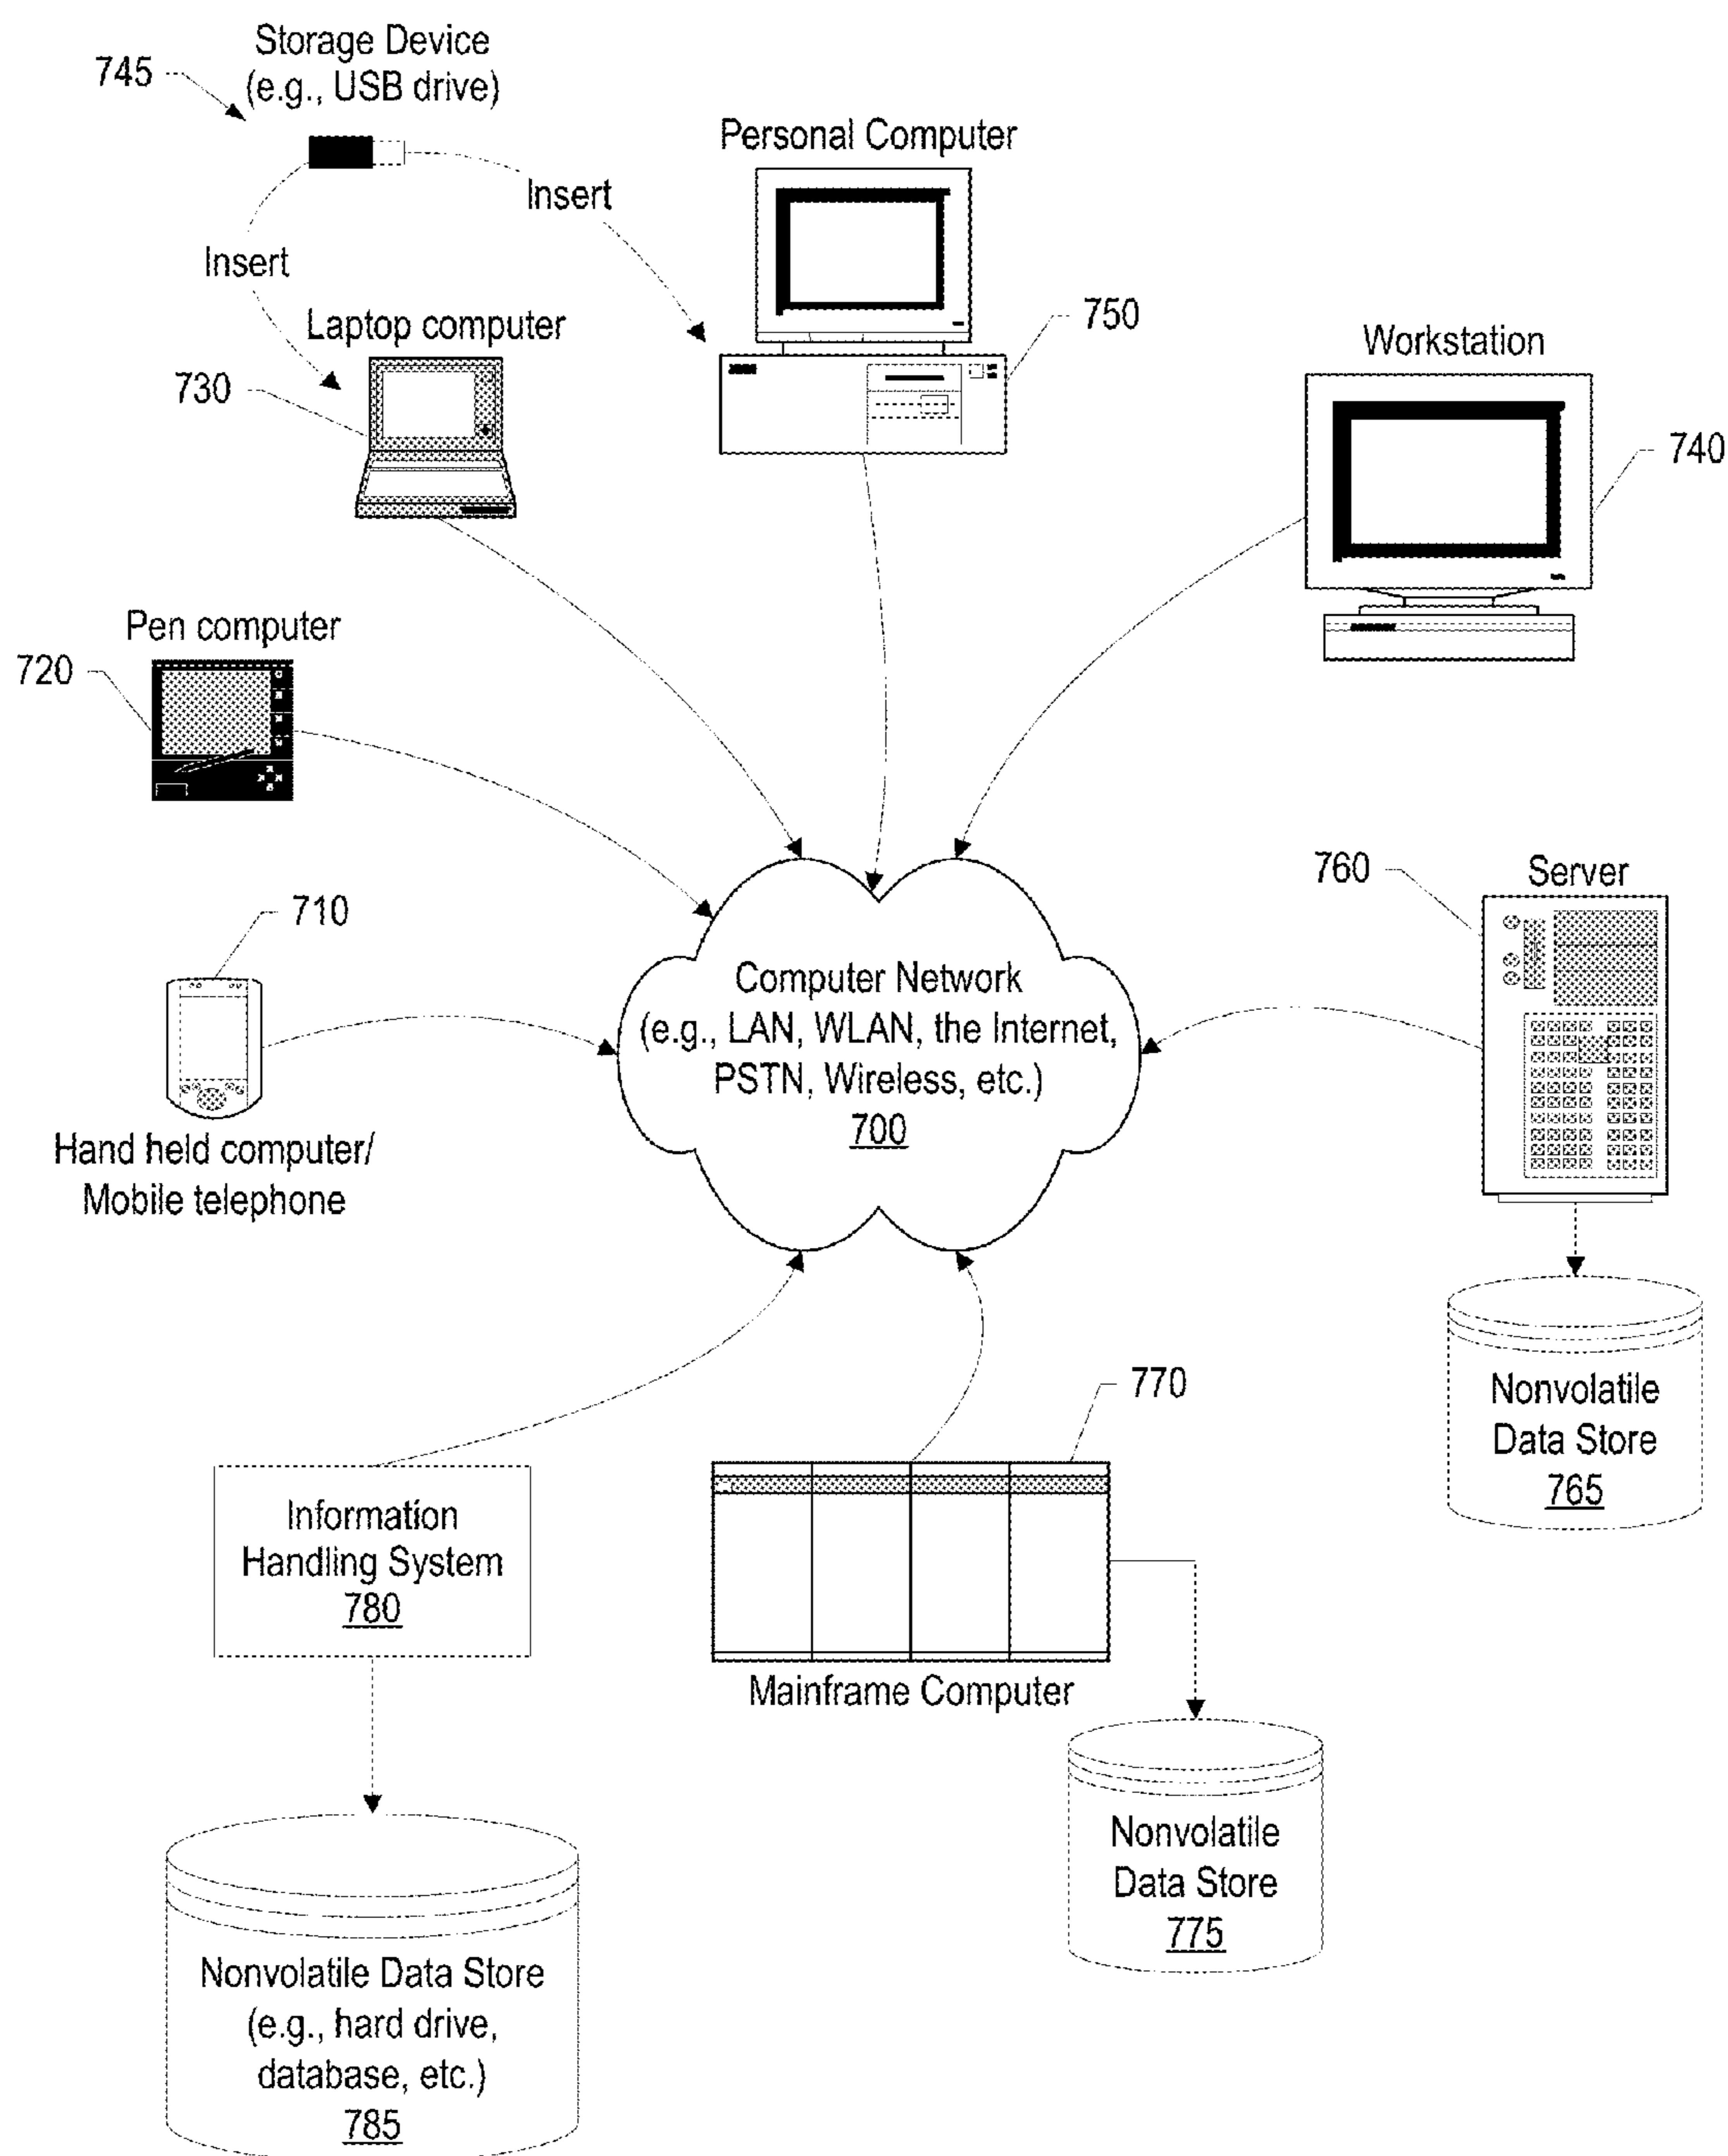 Storage Device
(e.g., USB drive)
745
Insert
Insert
Personal Computer
750
Laptop computer
730
Workstation
740
Pen computer
720
710
Hand held computer/
Mobile telephone
Computer Network
(e.g., LAN, WLAN, the Internet,
PSTN, Wireless, etc.)
700
760
Server
Nonvolatile
Data Store
765
770
Mainframe Computer
Nonvolatile
Data Store
775
Information
Handling System
780
Nonvolatile Data Store
(e.g., hard drive,
database, etc.)
785